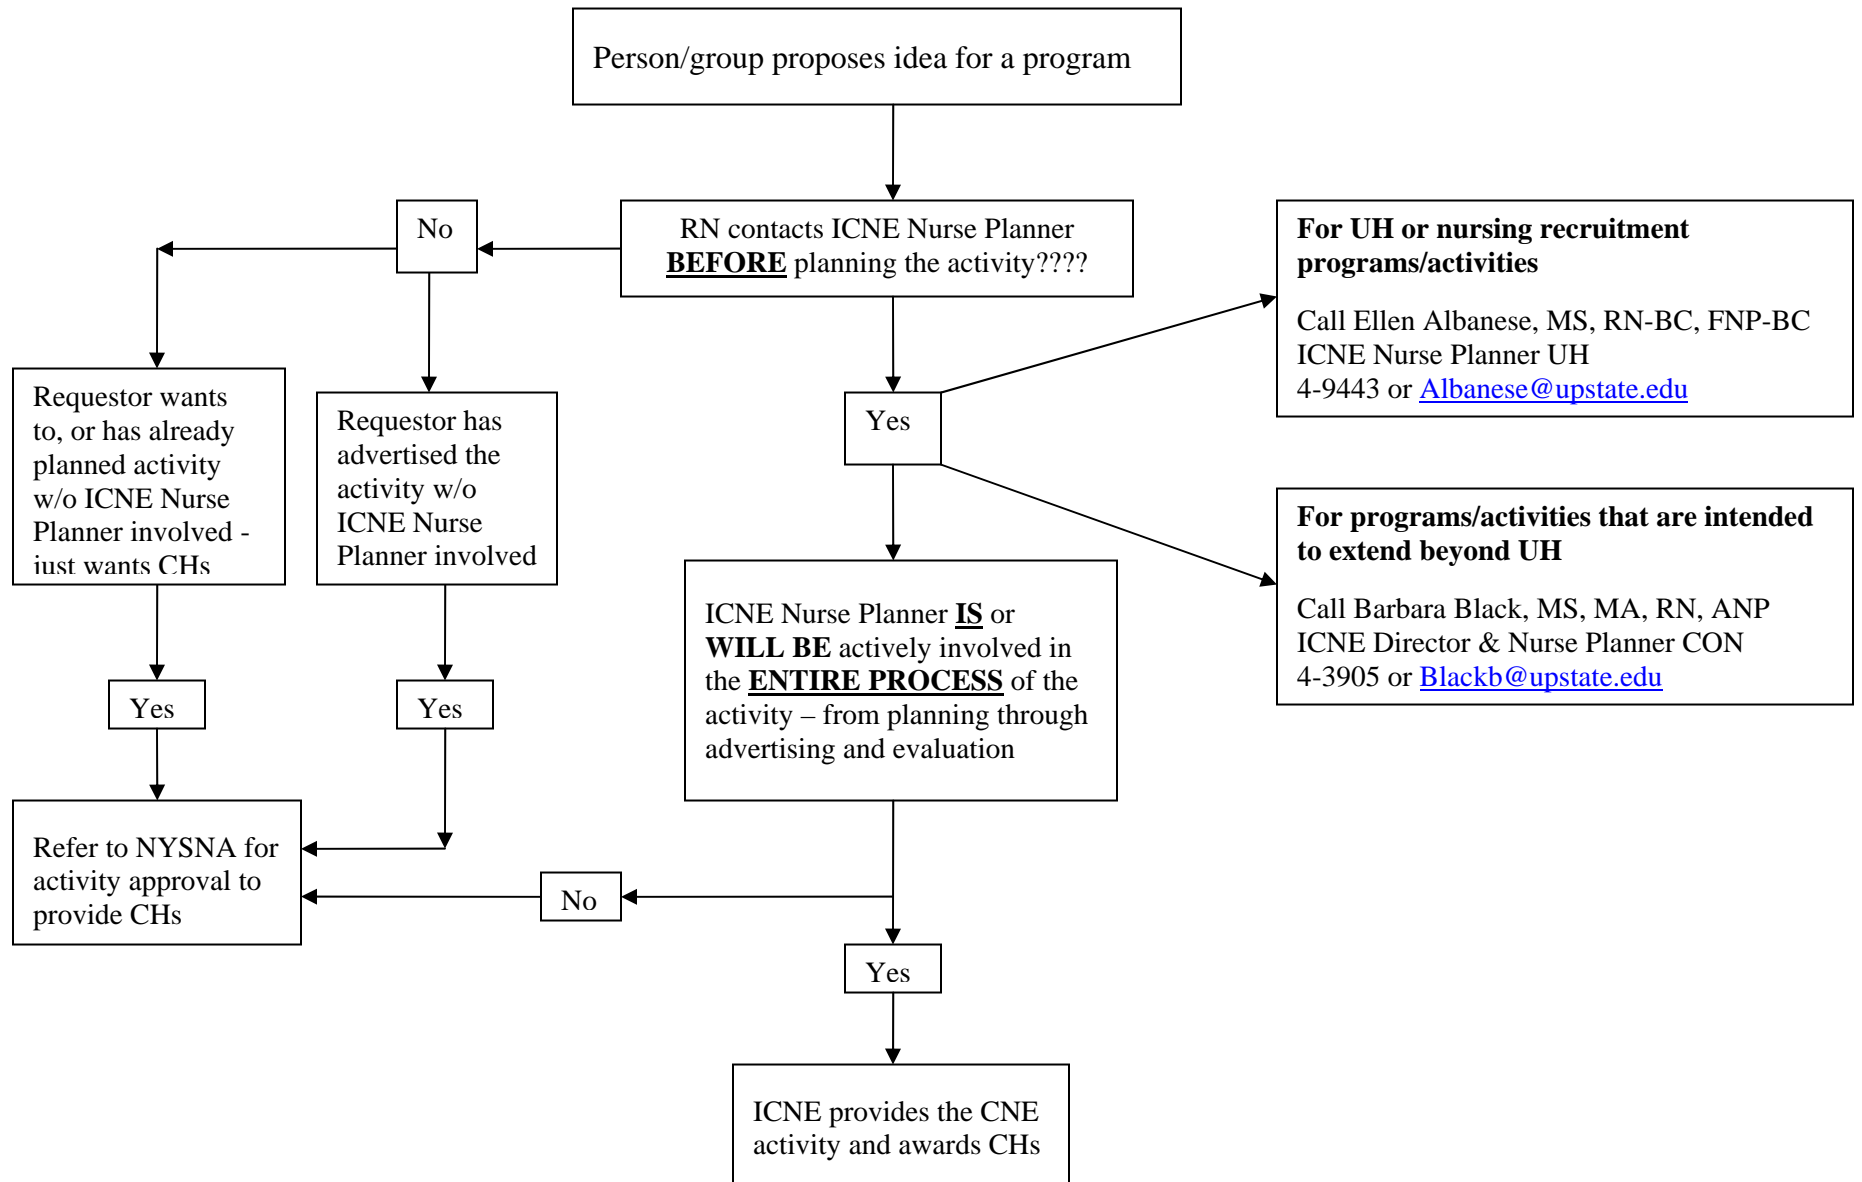 Person/group proposes idea for a program
No
RN contacts ICNE Nurse Planner
BEFORE planning the activity????
For UH or nursing recruitment
programs/activities
Call Ellen Albanese, MS, RN-BC, FNP-BC
ICNE Nurse Planner UH
4-9443 or Albanese@upstate.edu
Requestor wants
to, or has already
planned activity
w/o ICNE Nurse
Planner involved -
just wants CHs
Requestor has
advertised the
activity w/o
ICNE Nurse
Planner involved
Yes
For programs/activities that are intended
to extend beyond UH
Call Barbara Black, MS, MA, RN, ANP
ICNE Director & Nurse Planner CON
4-3905 or Blackb@upstate.edu
ICNE Nurse Planner IS or
WILL BE actively involved in
the ENTIRE PROCESS of the
activity – from planning through
advertising and evaluation
Yes
Yes
Refer to NYSNA for
activity approval to
provide CHs
No
Yes
ICNE provides the CNE
activity and awards CHs